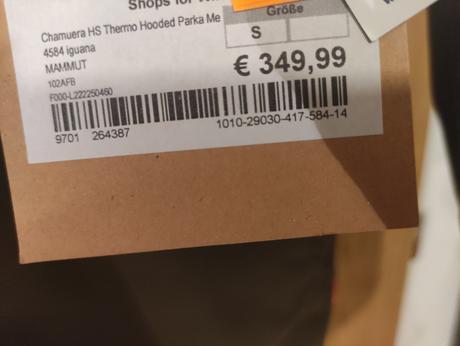 Shops for
Größe
Chamuera HS Thermo Hooded Parka Me
S
4584 iguana
MAMMUT
€ 349,99
102AFB
F000-L222250460
9701 264387
1010-29030-417-584-14